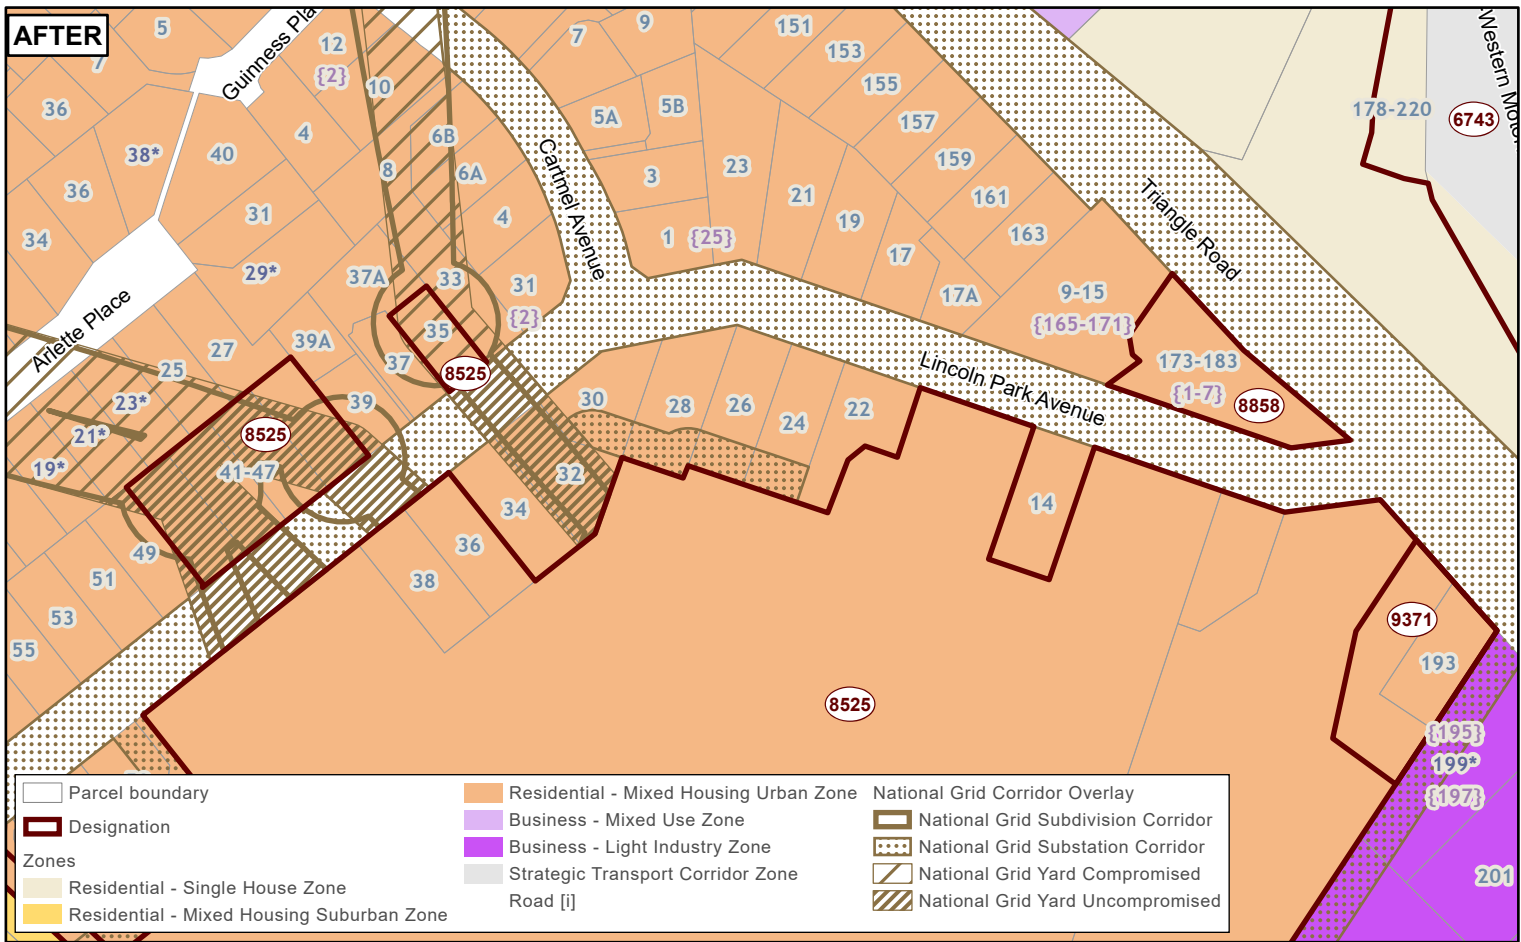 AFTER
5
7
36
38*
36
34
Guinness Pla
12
{2}
10
4
40
8
31
29*
6B
6A
4
37A
33
31
{2}
35
37
8525
Cartmel Avenue
7
9
5A
5B
3
1
{25}
23
21
19
17
17A
151
153
155
157
159
161
163
9-15
{165-171}
173-183
{1-7}
8858
Triangle Road
178-220
6743
Western Motor
Arlette Place
39A
27
25
23*
21*
19*
39
8525
41-47
49
51
53
55
30
28
26
24
22
32
34
36
38
14
Lincoln Park Avenue
8525
9371
193
{195}
199*
{197}
201
Parcel boundary
Designation
Zones
Residential - Single House Zone
Residential - Mixed Housing Suburban Zone
Residential - Mixed Housing Urban Zone
Business - Mixed Use Zone
Business - Light Industry Zone
Strategic Transport Corridor Zone
Road [i]
National Grid Corridor Overlay
National Grid Subdivision Corridor
National Grid Substation Corridor
National Grid Yard Compromised
National Grid Yard Uncompromised